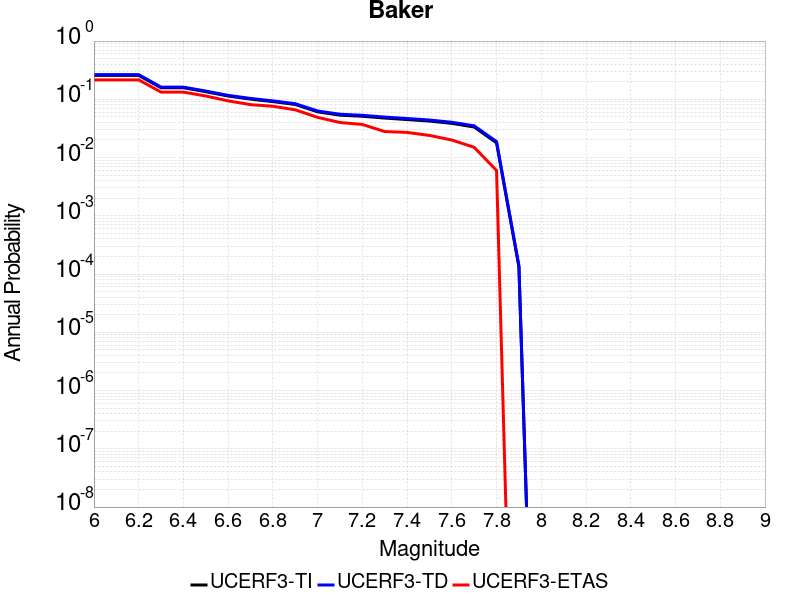 Baker
10^0
10^-1
10^-2
10^-3
10^-4
10^-5
10^-6
10^-7
10^-8
Annual Probability
6 6.2 6.4 6.6 6.8 7 7.2 7.4 7.6 7.8 8 8.2 8.4 8.6 8.8 9
Magnitude
UCERF3-TI UCERF3-TD UCERF3-ETAS